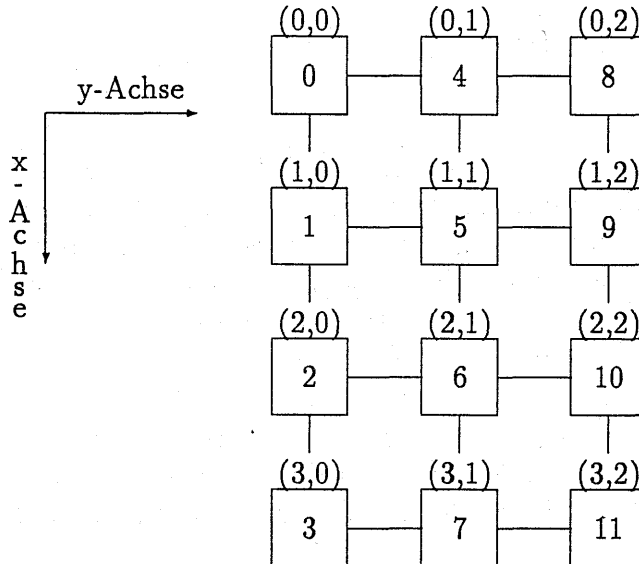 (0,0) (0,1) (0,2)
0 4 8
y-Achse
x-Achse
(1,0) (1,1) (1,2)
1 5 9
(2,0) (2,1) (2,2)
2 6 10
(3,0) (3,1) (3,2)
3 7 11